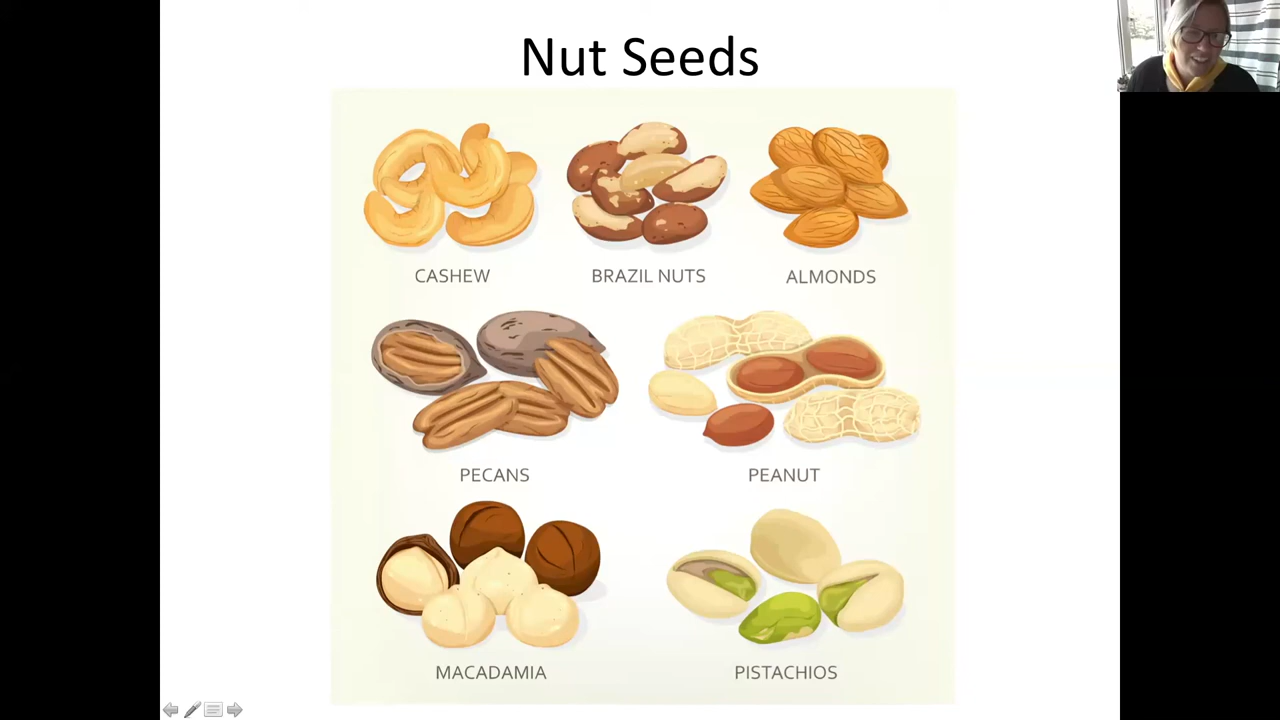 Nut Seeds
CASHEW
BRAZIL NUTS
ALMONDS
PECANS
PEANUT
MACADAMIA
PISTACHIOS